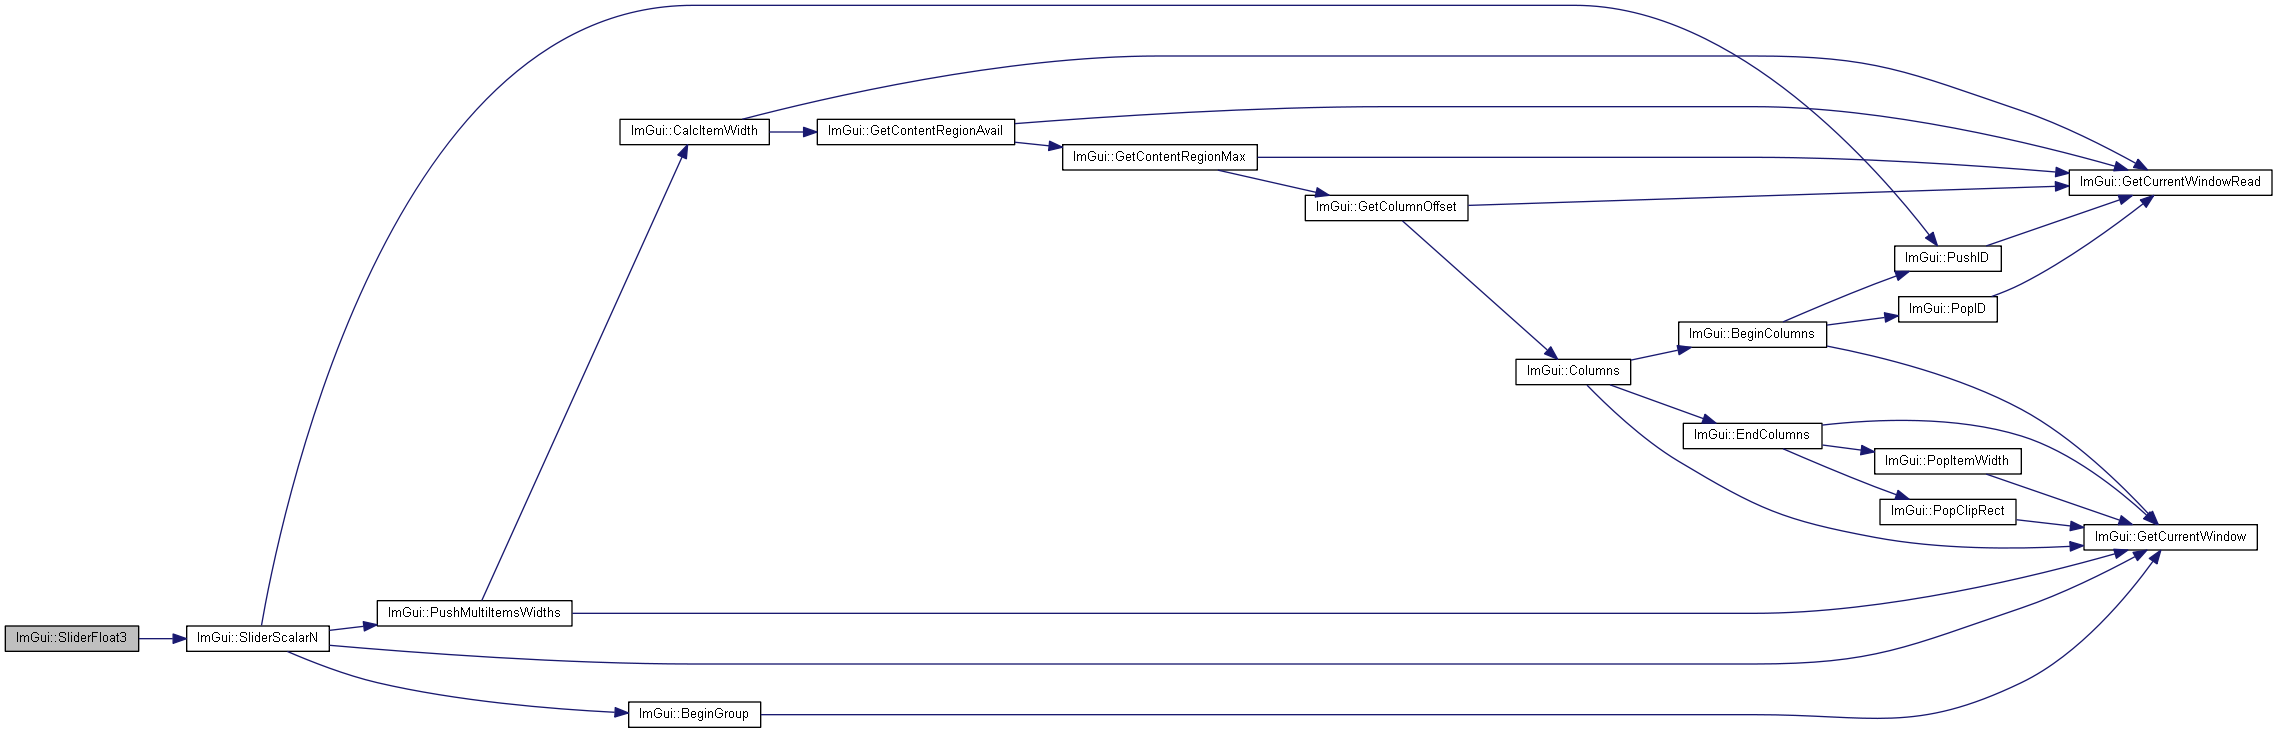 ImGui::CalcItemWidth
ImGui::GetContentRegionAvail
ImGui::GetContentRegionMax
ImGui::GetCurrentWindowRead
ImGui::GetColumnOffset
ImGui::PushID
ImGui::PopID
ImGui::BeginColumns
ImGui::Columns
ImGui::EndColumns
ImGui::PopItemWidth
ImGui::PopClipRect
ImGui::GetCurrentWindow
ImGui::PushMultiItemsWidths
ImGui::SliderFloat3
ImGui::SliderScalarN
ImGui::BeginGroup